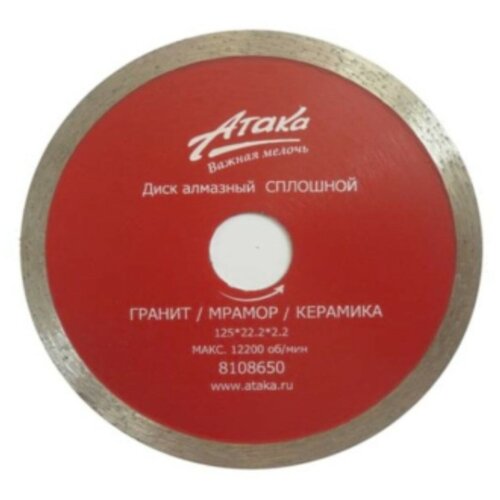 Атака
Важная мелочь
Диск алмазный СПЛОШНОЙ
ГРАНИТ / МРАМОР / КЕРАМИКА
125*22.2*2.2
МАКС. 12200 об/мин
8108650
www.ataka.ru